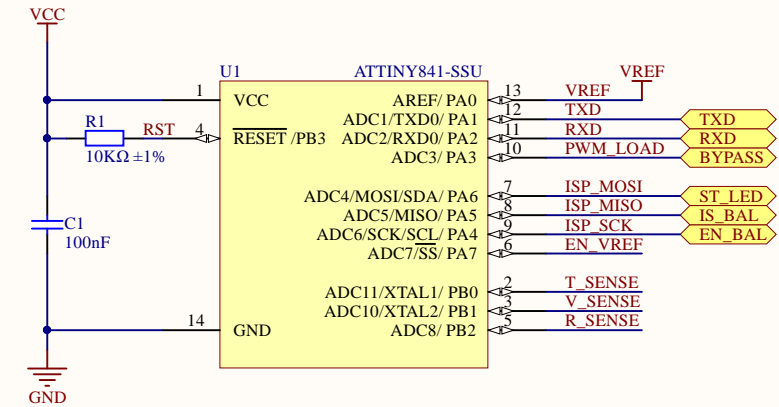 VCC
U1 ATTINY841-SSU
1 VCC
R1 RST 4 RESET /PB3
10KΩ ±1%
C1
100nF
14 GND
GND
AREF/ PA0 13 VREF VREF
ADC1/TXD0/ PA1 12 TXD TXD
ADC2/RXD0/ PA2 11 RXD RXD
ADC3/ PA3 10 PWM_LOAD BYPASS
ADC4/MOSI/SDA/ PA6 7 ISP_MOSI ST_LED
ADC5/MISO/ PA5 8 ISP_MISO IS_BAL
ADC6/SCK/SCL/ PA4 9 ISP_SCK EN_BAL
ADC7/SS/ PA7 6 EN_VREF
ADC11/XTAL1/ PB0 2 T_SENSE
ADC10/XTAL2/ PB1 3 V_SENSE
ADC8/ PB2 5 R_SENSE